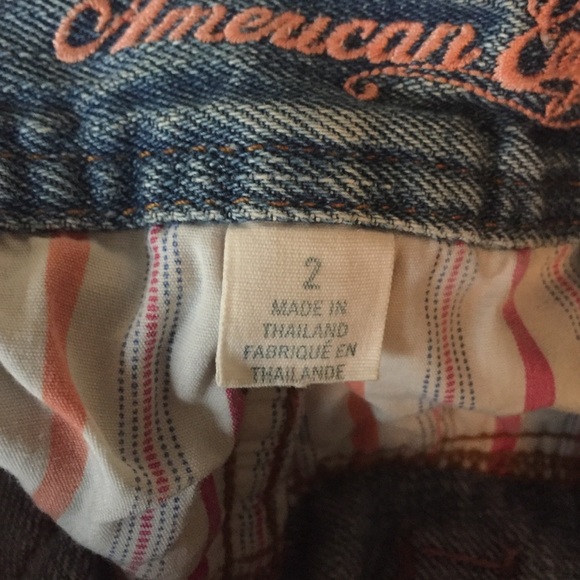 American
2
MADE IN
THAILAND
FABRIQUÉ EN
THAILANDE